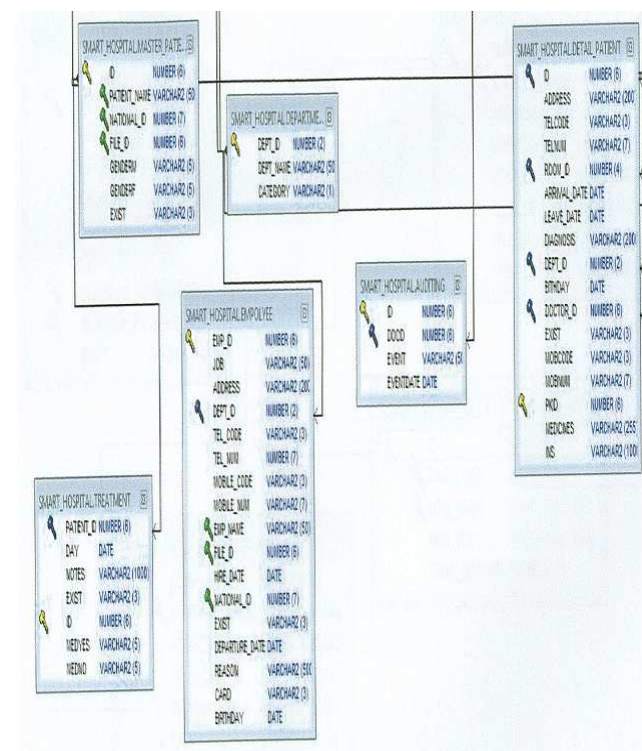 SMART_HOSPITAL.MASTER_PATIE...
ID NUMBER (6)
PATIENT_NAME VARCHAR2 (50
NATIONAL_ID NUMBER (7)
FILE_ID NUMBER (6)
GENDERM VARCHAR2 (5)
GENDERF VARCHAR2 (5)
EXIST VARCHAR2 (3)
SMART_HOSPITAL.DEPARTME...
DEPT_ID NUMBER (2)
DEPT_NAME VARCHAR2 (50
CATEGORY VARCHAR2 (1)
SMART_HOSPITAL.DETAIL_PATIENT
ID NUMBER (6)
ADDRESS VARCHAR2 (200
TELCODE VARCHAR2 (3)
TELNUM VARCHAR2 (7)
ROOM_ID NUMBER (4)
ARRIVAL_DATE DATE
LEAVE_DATE DATE
DIAGNOSIS VARCHAR2 (200
DEPT_ID NUMBER (2)
BITHDAY DATE
DOCTOR_ID NUMBER (6)
EXIST VARCHAR2 (3)
MOBCODE VARCHAR2 (3)
MOBNUM VARCHAR2 (7)
PKID NUMBER (6)
MEDICINES VARCHAR2 (255
INS VARCHAR2 (100
SMART_HOSPITAL.AUDITING
ID NUMBER (6)
DOCID NUMBER (6)
EVENT VARCHAR2 (50
EVENTDATE DATE
SMART_HOSPITAL.EMPOLYEE
EMP_ID NUMBER (6)
JOB VARCHAR2 (50)
ADDRESS VARCHAR2 (200
DEPT_ID NUMBER (2)
TEL_CODE VARCHAR2 (3)
TEL_NUM NUMBER (7)
MOBILE_CODE VARCHAR2 (3)
MOBILE_NUM VARCHAR2 (7)
EMP_NAME VARCHAR2 (50)
FILE_ID NUMBER (6)
HIRE_DATE DATE
NATIONAL_ID NUMBER (7)
EXIST VARCHAR2 (3)
DEPARTURE_DATE DATE
REASON VARCHAR2 (500
CARD VARCHAR2 (3)
BIRTHDAY DATE
SMART_HOSPITAL.TREATMENT
PATIENT_ID NUMBER (6)
DAY DATE
NOTES VARCHAR2 (1000)
EXIST VARCHAR2 (3)
ID NUMBER (6)
MEDYES VARCHAR2 (5)
MEDNO VARCHAR2 (5)